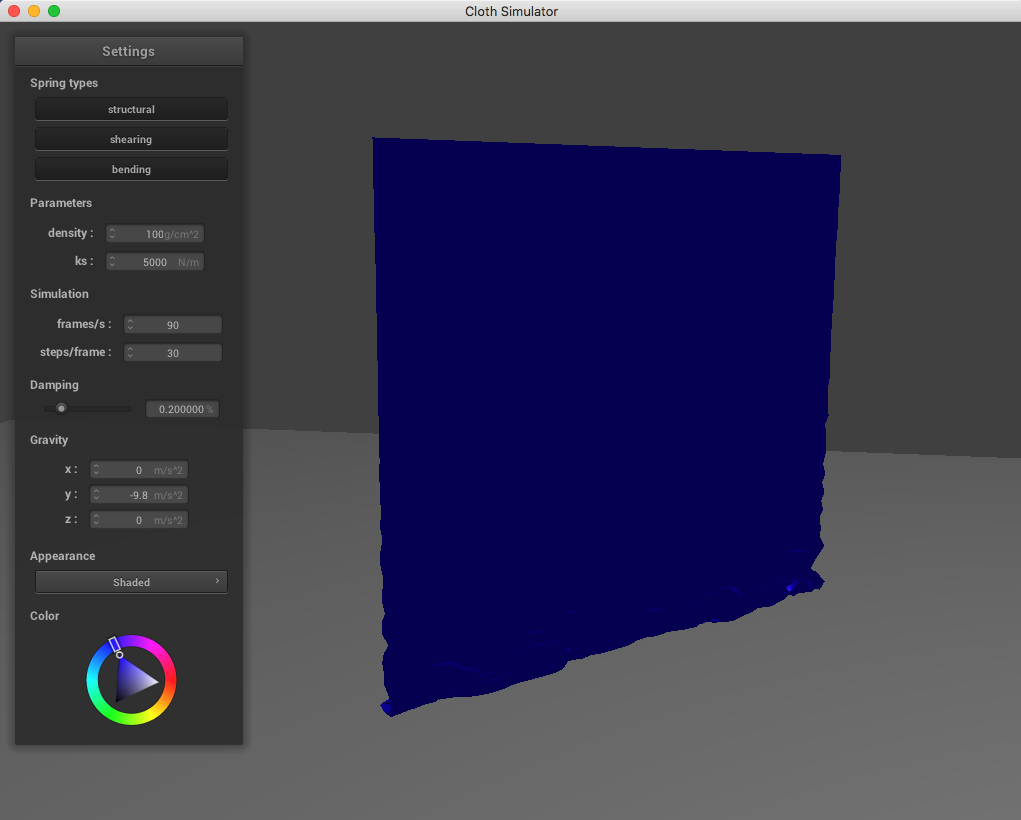 Cloth Simulator
Settings
Spring types
structural
shearing
bending
Parameters
density : 100 g/cm^2
ks : 5000 N/m
Simulation
frames/s : 90
steps/frame : 30
Damping
0.200000 %
Gravity
x : 0 m/s^2
y : -9.8 m/s^2
z : 0 m/s^2
Appearance
Shaded
Color